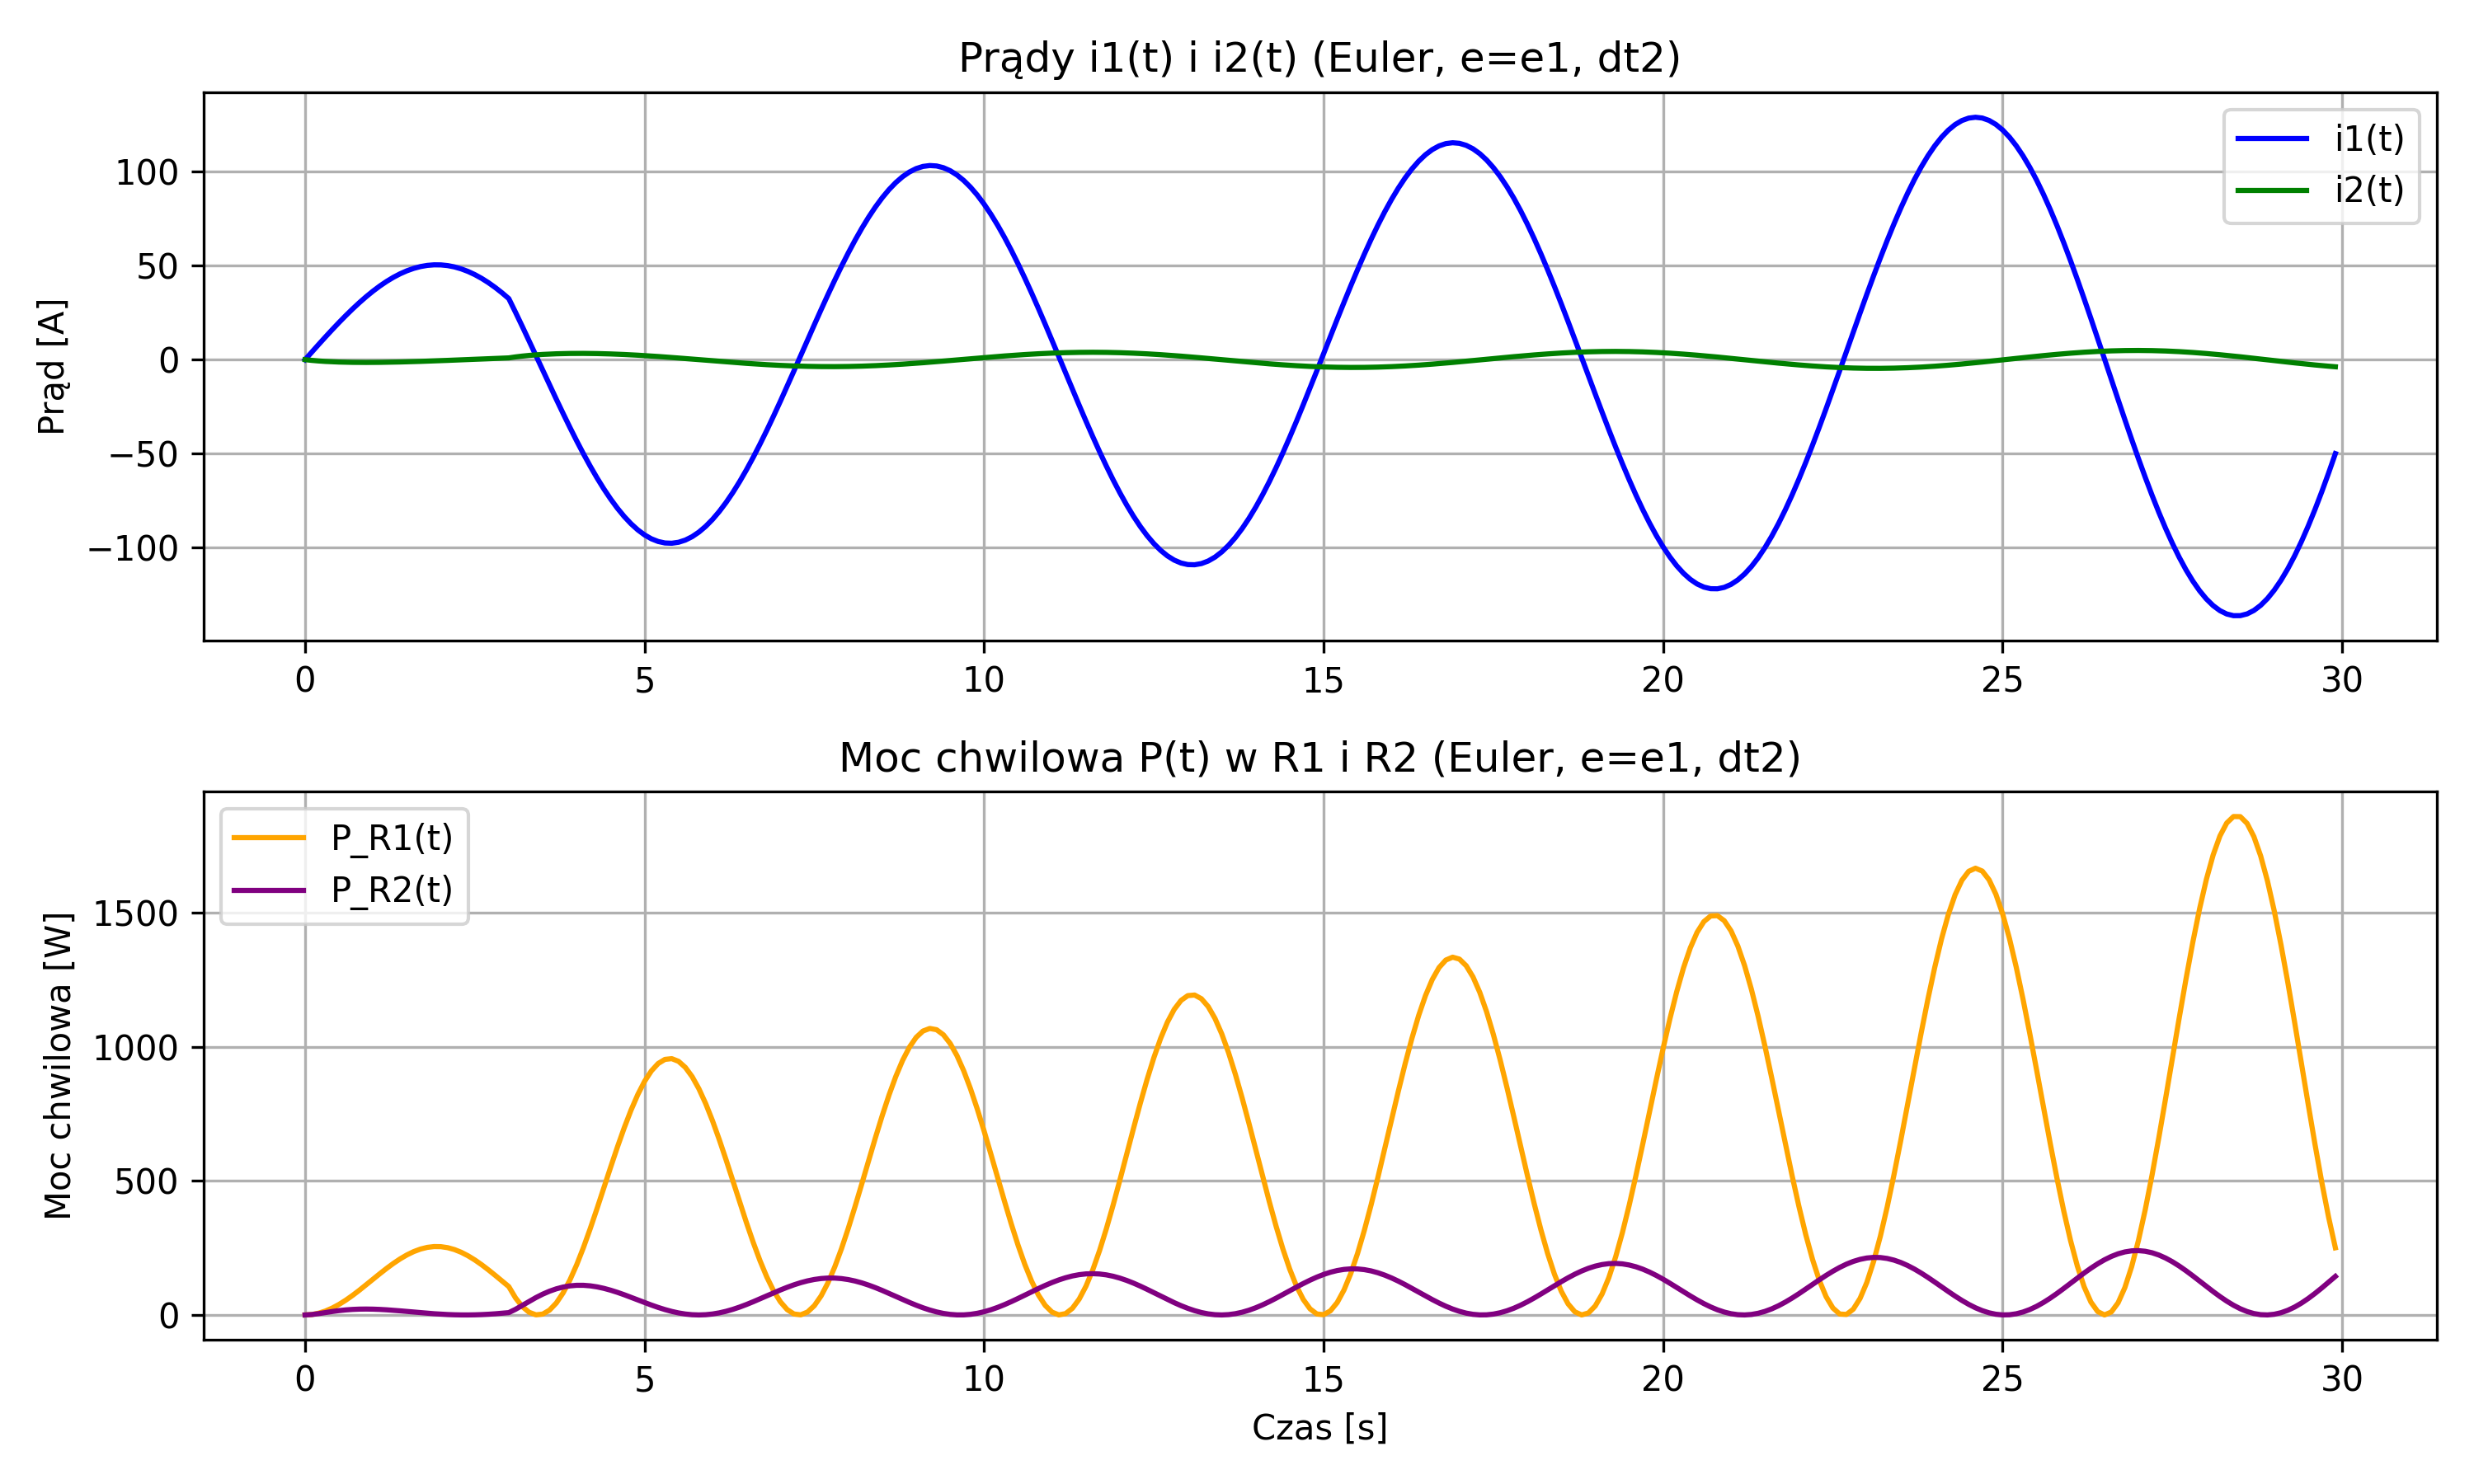 Prądy i1(t) i i2(t) (Euler, e=e1, dt2)
Prąd [A]
100
50
0
−50
−100
i1(t)
i2(t)
0 5 10 15 20 25 30
Moc chwilowa P(t) w R1 i R2 (Euler, e=e1, dt2)
Moc chwilowa [W]
P_R1(t)
P_R2(t)
1500
1000
500
0
0 5 10 15 20 25 30
Czas [s]